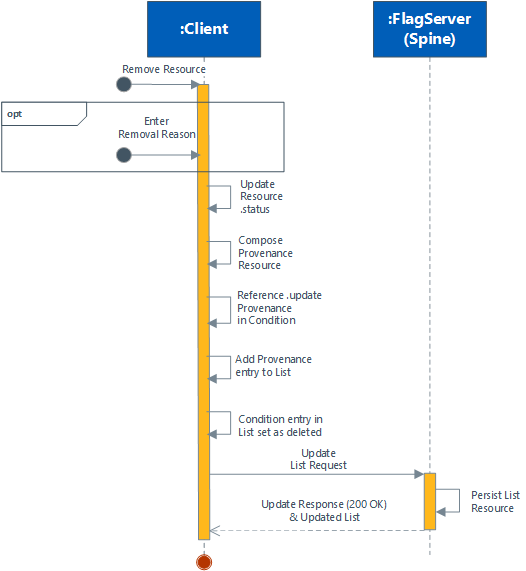 :Client
:FlagServer
(Spine)
Remove Resource
opt
Enter
Removal Reason
Update
Resource
.status
Compose
Provenance
Resource
Reference .update
Provenance
in Condition
Add Provenance
entry to List
Condition entry in
List set as deleted
Update
List Request
Persist List
Resource
Update Response (200 OK)
& Updated List